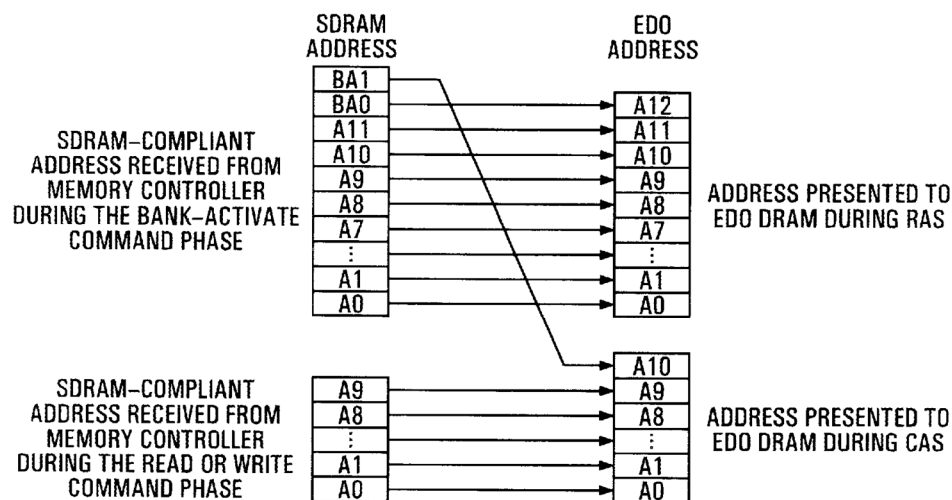 SDRAM
ADDRESS
BA1
BA0
A11
A10
A9
A8
A7
⋮
A1
A0
EDO
ADDRESS
A12
A11
A10
A9
A8
A7
⋮
A1
A0
SDRAM–COMPLIANT
ADDRESS RECEIVED FROM
MEMORY CONTROLLER
DURING THE BANK–ACTIVATE
COMMAND PHASE
ADDRESS PRESENTED TO
EDO DRAM DURING RAS
SDRAM–COMPLIANT
ADDRESS RECEIVED FROM
MEMORY CONTROLLER
DURING THE READ OR WRITE
COMMAND PHASE
A9
A8
⋮
A1
A0
A10
A9
A8
⋮
A1
A0
ADDRESS PRESENTED TO
EDO DRAM DURING CAS